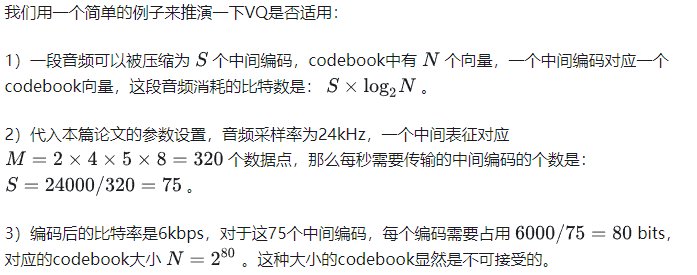 我们用一个简单的例子来推演一下VQ是否适用：
1）一段音频可以被压缩为 S 个中间编码，codebook中有 N 个向量，一个中间编码对应一个
codebook向量，这段音频消耗的比特数是： S × log₂N 。
2）代入本篇论文的参数设置，音频采样率为24kHz，一个中间表征对应
M = 2 × 4 × 5 × 8 = 320 个数据点，那么每秒需要传输的中间编码的个数是：
S = 24000/320 = 75 。
3）编码后的比特率是6kbps，对于这75个中间编码，每个编码需要占用 6000/75 = 80 bits，
对应的codebook大小 N = 2⁸⁰ 。这种大小的codebook显然是不可接受的。